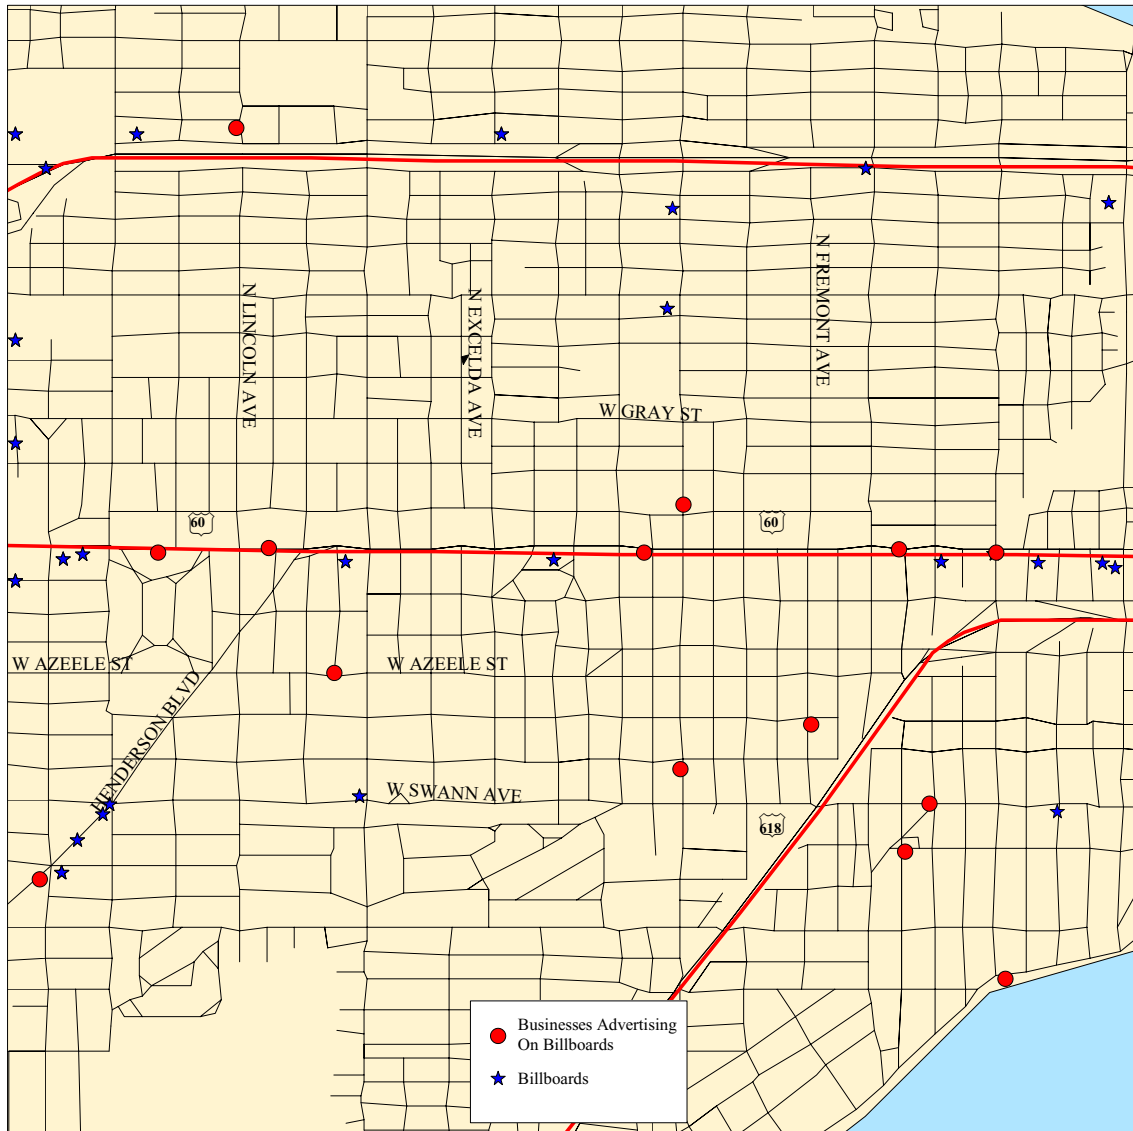 N LINCOLN AVE
N EXCELDA AVE
N FREMONT AVE
W GRAY ST
60
60
W AZEELE ST
W AZEELE ST
HENDERSON BLVD
W SWANN AVE
618
Businesses Advertising
On Billboards
Billboards